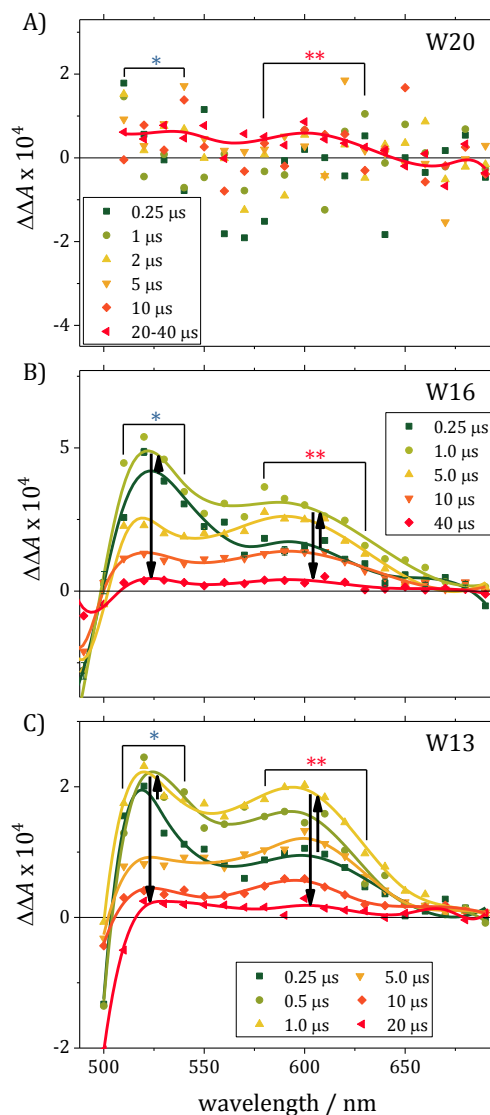 A)
W20
*
**
2
0
-2
-4
ΔΔA x 10⁴
0.25 μs
1 μs
2 μs
5 μs
10 μs
20-40 μs
B)
W16
*
**
5
0
ΔΔA x 10⁴
0.25 μs
1.0 μs
5.0 μs
10 μs
40 μs
C)
W13
*
**
2
0
-2
ΔΔA x 10⁴
0.25 μs 5.0 μs
0.5 μs 10 μs
1.0 μs 20 μs
500 550 600 650
wavelength / nm